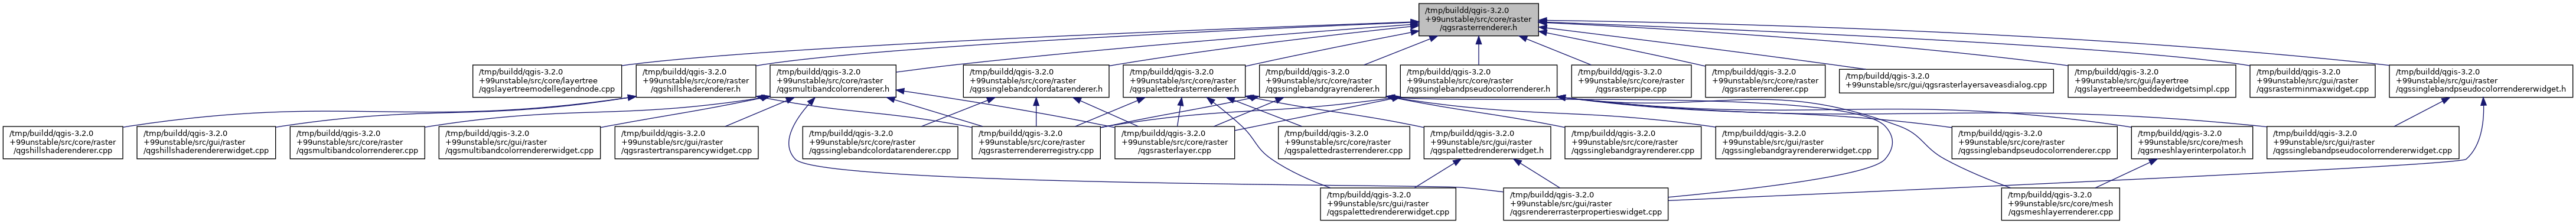 /tmp/buildd/qgis-3.2.0
+99unstable/src/core/raster
/qgsrasterrenderer.h
/tmp/buildd/qgis-3.2.0
+99unstable/src/core/layertree
/qgslayertreemodellegendnode.cpp
/tmp/buildd/qgis-3.2.0
+99unstable/src/core/raster
/qgshillshaderenderer.h
/tmp/buildd/qgis-3.2.0
+99unstable/src/core/raster
/qgsmultibandcolorrenderer.h
/tmp/buildd/qgis-3.2.0
+99unstable/src/core/raster
/qgssinglebandcolordatarenderer.h
/tmp/buildd/qgis-3.2.0
+99unstable/src/core/raster
/qgspalettedrasterrenderer.h
/tmp/buildd/qgis-3.2.0
+99unstable/src/core/raster
/qgssinglebandgrayrenderer.h
/tmp/buildd/qgis-3.2.0
+99unstable/src/core/raster
/qgssinglebandpseudocolorrenderer.h
/tmp/buildd/qgis-3.2.0
+99unstable/src/core/raster
/qgsrasterpipe.cpp
/tmp/buildd/qgis-3.2.0
+99unstable/src/core/raster
/qgsrasterrenderer.cpp
/tmp/buildd/qgis-3.2.0
+99unstable/src/gui/qgsrasterlayersaveasdialog.cpp
/tmp/buildd/qgis-3.2.0
+99unstable/src/gui/layertree
/qgslayertreeembeddedwidgetsimpl.cpp
/tmp/buildd/qgis-3.2.0
+99unstable/src/gui/raster
/qgsrasterminmaxwidget.cpp
/tmp/buildd/qgis-3.2.0
+99unstable/src/gui/raster
/qgssinglebandpseudocolorrendererwidget.h
/tmp/buildd/qgis-3.2.0
+99unstable/src/core/raster
/qgshillshaderenderer.cpp
/tmp/buildd/qgis-3.2.0
+99unstable/src/gui/raster
/qgshillshaderendererwidget.cpp
/tmp/buildd/qgis-3.2.0
+99unstable/src/core/raster
/qgsmultibandcolorrenderer.cpp
/tmp/buildd/qgis-3.2.0
+99unstable/src/gui/raster
/qgsmultibandcolorrendererwidget.cpp
/tmp/buildd/qgis-3.2.0
+99unstable/src/gui/raster
/qgsrastertransparencywidget.cpp
/tmp/buildd/qgis-3.2.0
+99unstable/src/core/raster
/qgssinglebandcolordatarenderer.cpp
/tmp/buildd/qgis-3.2.0
+99unstable/src/core/raster
/qgsrasterrendererregistry.cpp
/tmp/buildd/qgis-3.2.0
+99unstable/src/core/raster
/qgsrasterlayer.cpp
/tmp/buildd/qgis-3.2.0
+99unstable/src/core/raster
/qgspalettedrasterrenderer.cpp
/tmp/buildd/qgis-3.2.0
+99unstable/src/gui/raster
/qgspalettedrendererwidget.h
/tmp/buildd/qgis-3.2.0
+99unstable/src/core/raster
/qgssinglebandgrayrenderer.cpp
/tmp/buildd/qgis-3.2.0
+99unstable/src/gui/raster
/qgssinglebandgrayrendererwidget.cpp
/tmp/buildd/qgis-3.2.0
+99unstable/src/core/raster
/qgssinglebandpseudocolorrenderer.cpp
/tmp/buildd/qgis-3.2.0
+99unstable/src/core/mesh
/qgsmeshlayerinterpolator.h
/tmp/buildd/qgis-3.2.0
+99unstable/src/gui/raster
/qgssinglebandpseudocolorrendererwidget.cpp
/tmp/buildd/qgis-3.2.0
+99unstable/src/gui/raster
/qgspalettedrendererwidget.cpp
/tmp/buildd/qgis-3.2.0
+99unstable/src/gui/raster
/qgsrendererrasterpropertieswidget.cpp
/tmp/buildd/qgis-3.2.0
+99unstable/src/core/mesh
/qgsmeshlayerrenderer.cpp